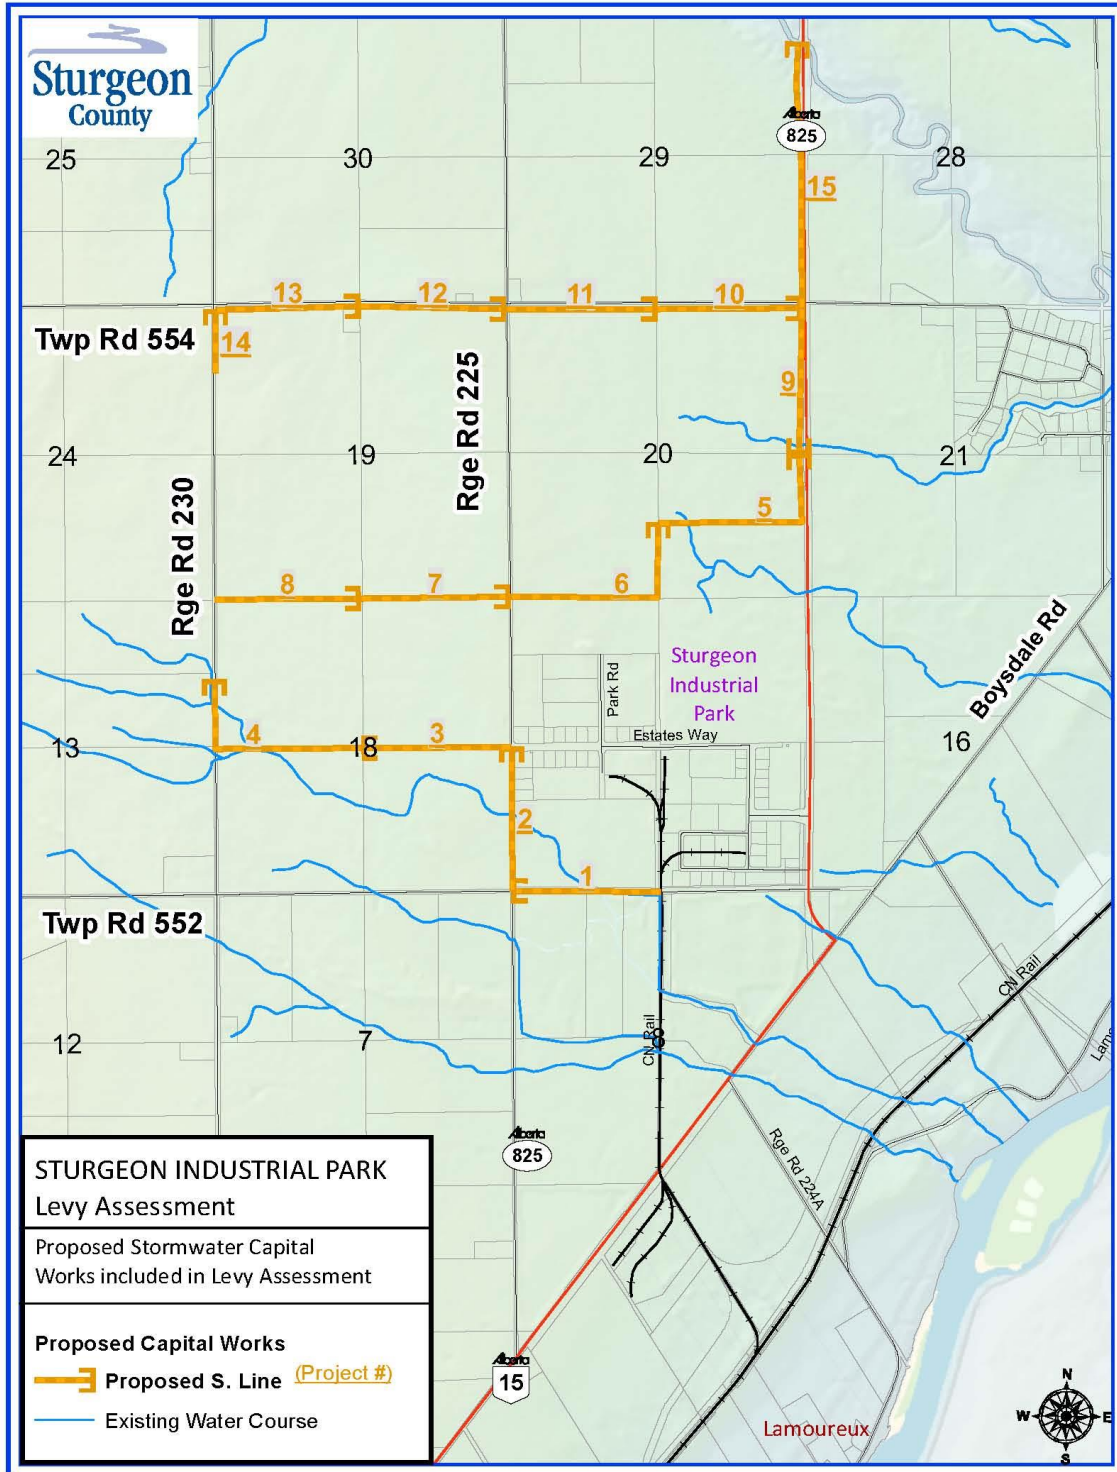 Sturgeon
County
Alberta
825
25
30
29
28
15
13
12
11
10
Twp Rd 554
14
Rge Rd 225
9
24
19
20
21
Rge Rd 230
5
8
7
6
Boysdale Rd
Sturgeon
Industrial
Park
Park Rd
Estates Way
13
4
18
3
16
2
1
Twp Rd 552
CN Rail
CN Rail
12
7
Lam
Alberta
825
Rge Rd 224A
STURGEON INDUSTRIAL PARK
Levy Assessment
Proposed Stormwater Capital
Works included in Levy Assessment
Proposed Capital Works
Proposed S. Line (Project #)
Existing Water Course
Alberta
15
Lamoureux
N
W E
S